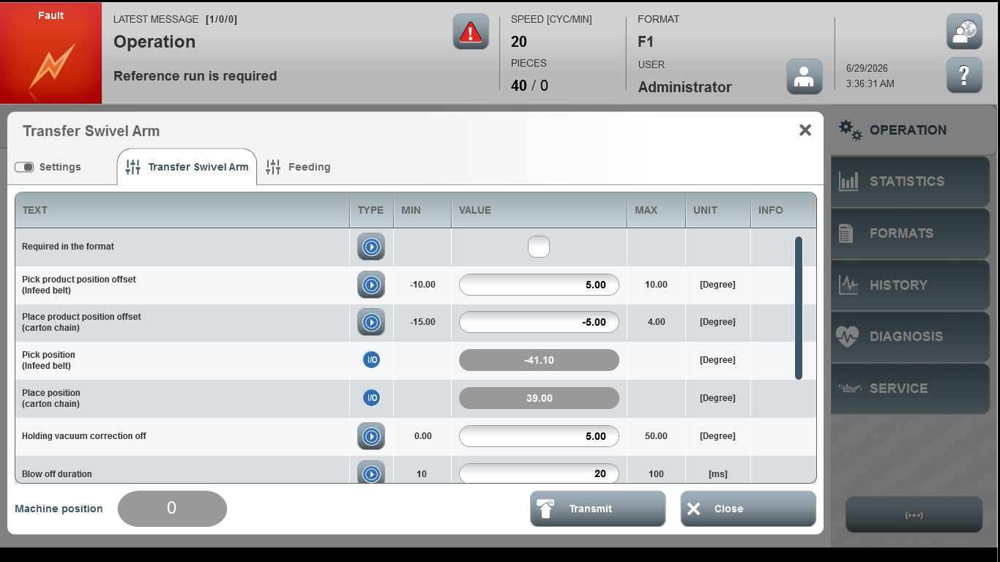 Fault
LATEST MESSAGE [1/0/0]
Operation
Reference run is required
SPEED [CYC/MIN]
20
PIECES
40 / 0
FORMAT
F1
USER
Administrator
6/29/2026
3:36:31 AM
?
Transfer Swivel Arm
Settings
Transfer Swivel Arm
Feeding
TEXT TYPE MIN VALUE MAX UNIT INFO
Required in the format
Pick product position offset
(Infeed belt)
-10.00 5.00 10.00 [Degree]
Place product position offset
(carton chain)
-15.00 -5.00 4.00 [Degree]
Pick position
(Infeed belt)
I/O -41.10 [Degree]
Place position
(carton chain)
I/O 39.00 [Degree]
Holding vacuum correction off 0.00 5.00 50.00 [Degree]
Blow off duration 10 20 100 [ms]
Machine position 0
Transmit
Close
OPERATION
STATISTICS
FORMATS
HISTORY
DIAGNOSIS
SERVICE
(•••)